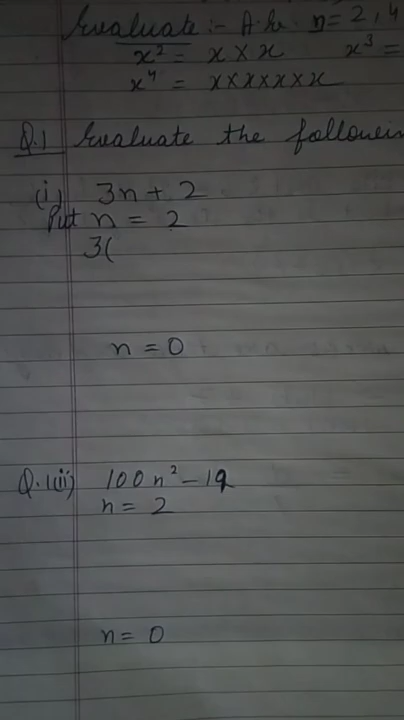 Evaluate :- A.E. n = 2, 4
x² = x × x x³ =
x⁴ = x×x×x×x
Q.1 Evaluate the followin
(i) 3n + 2
Put n = 2
3(
n = 0
Q.1(ii) 100n² - 19
n = 2
n = 0